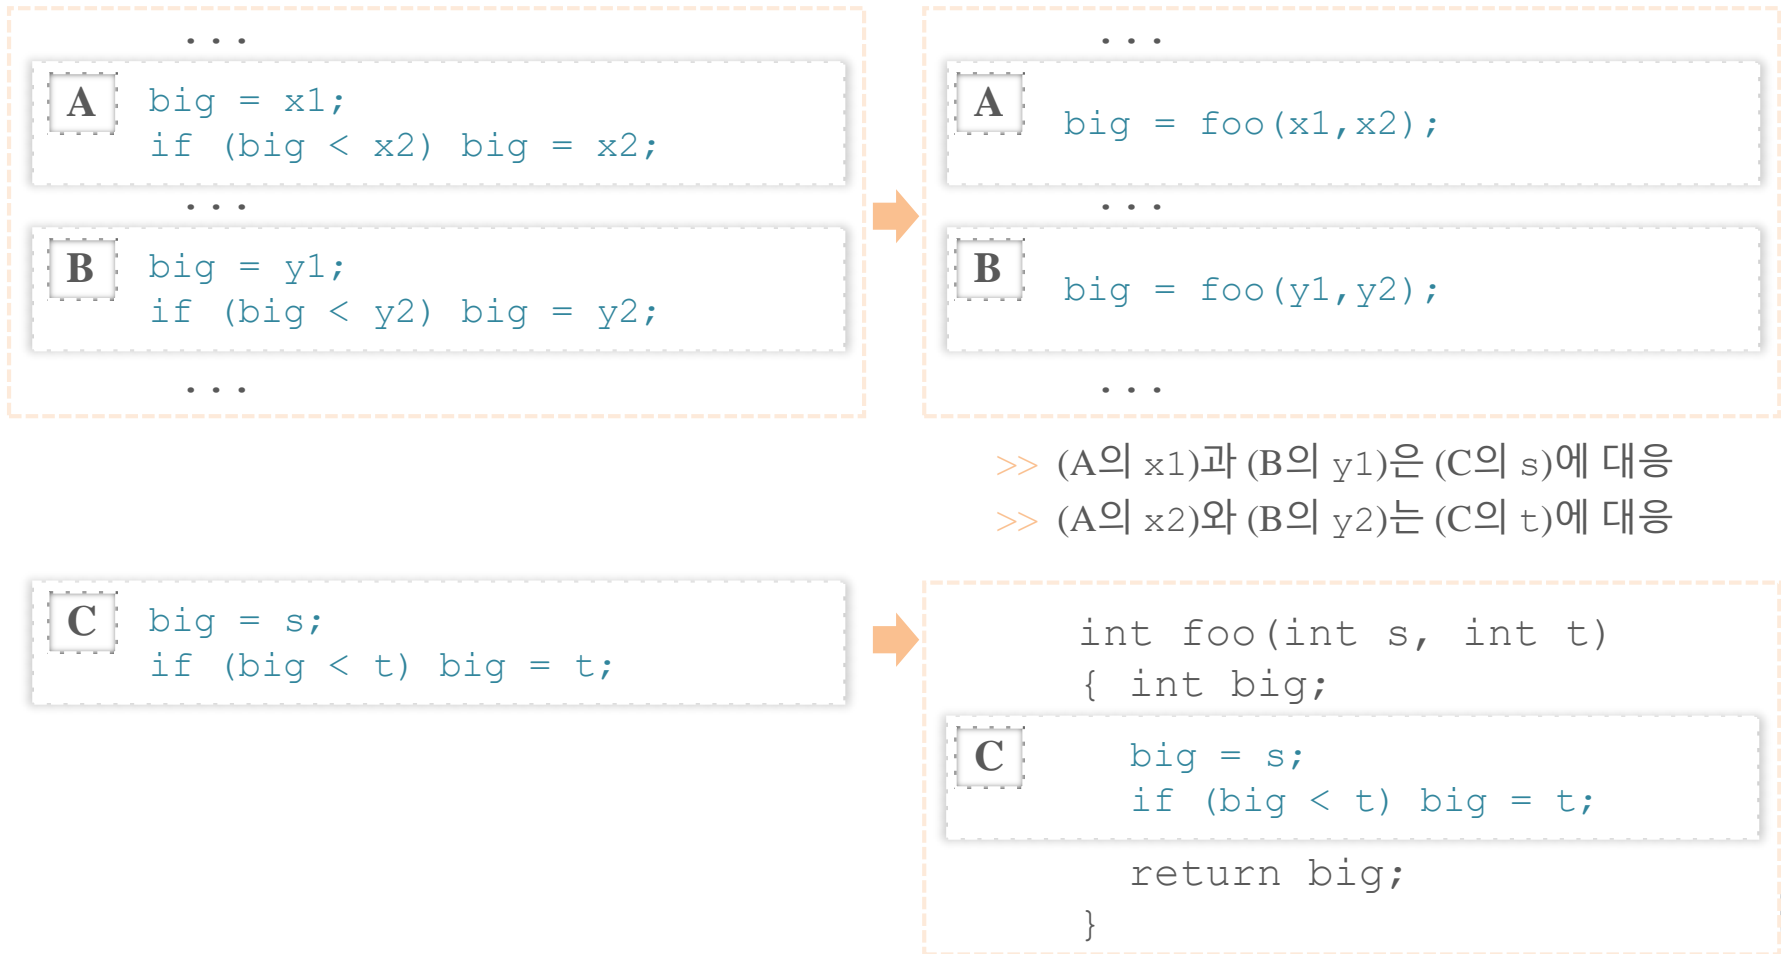 ...
A
big = x1;
if (big < x2) big = x2;
...
B
big = y1;
if (big < y2) big = y2;
...
...
A
big = foo(x1,x2);
...
B
big = foo(y1,y2);
...
>> (A의 x1)과 (B의 y1)은 (C의 s)에 대응
>> (A의 x2)와 (B의 y2)는 (C의 t)에 대응
C
big = s;
if (big < t) big = t;
int foo(int s, int t)
{ int big;
C
big = s;
if (big < t) big = t;
return big;
}